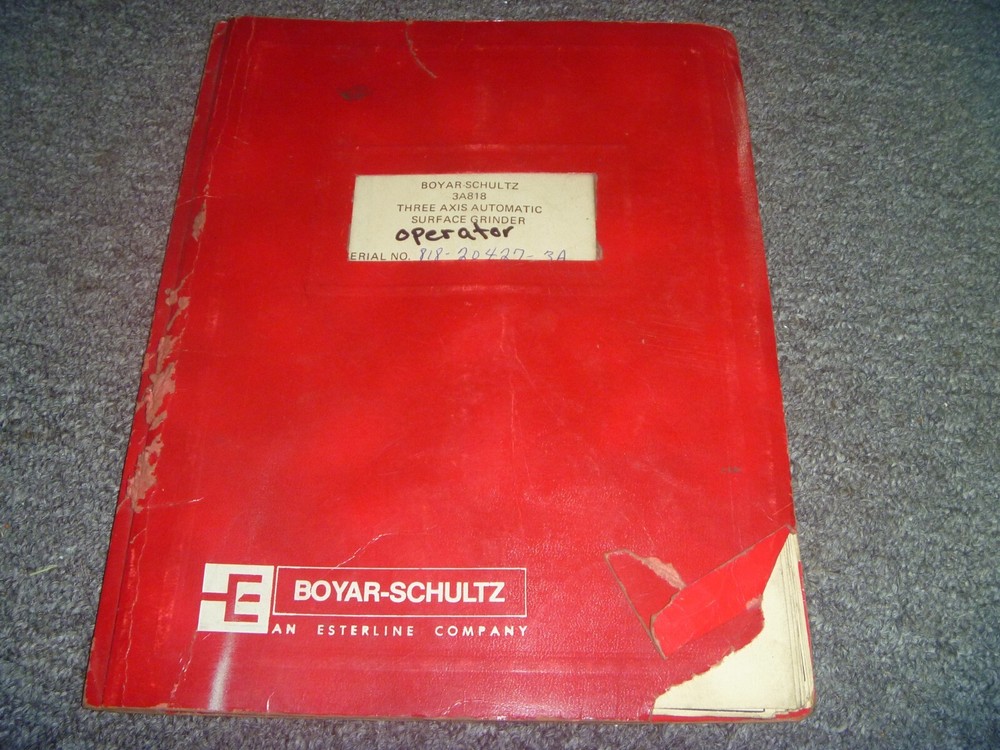 BOYAR-SCHULTZ
3A818
THREE AXIS AUTOMATIC
SURFACE GRINDER
operator
ERIAL NO. 818-20427-3A
E
BOYAR-SCHULTZ
AN ESTERLINE COMPANY